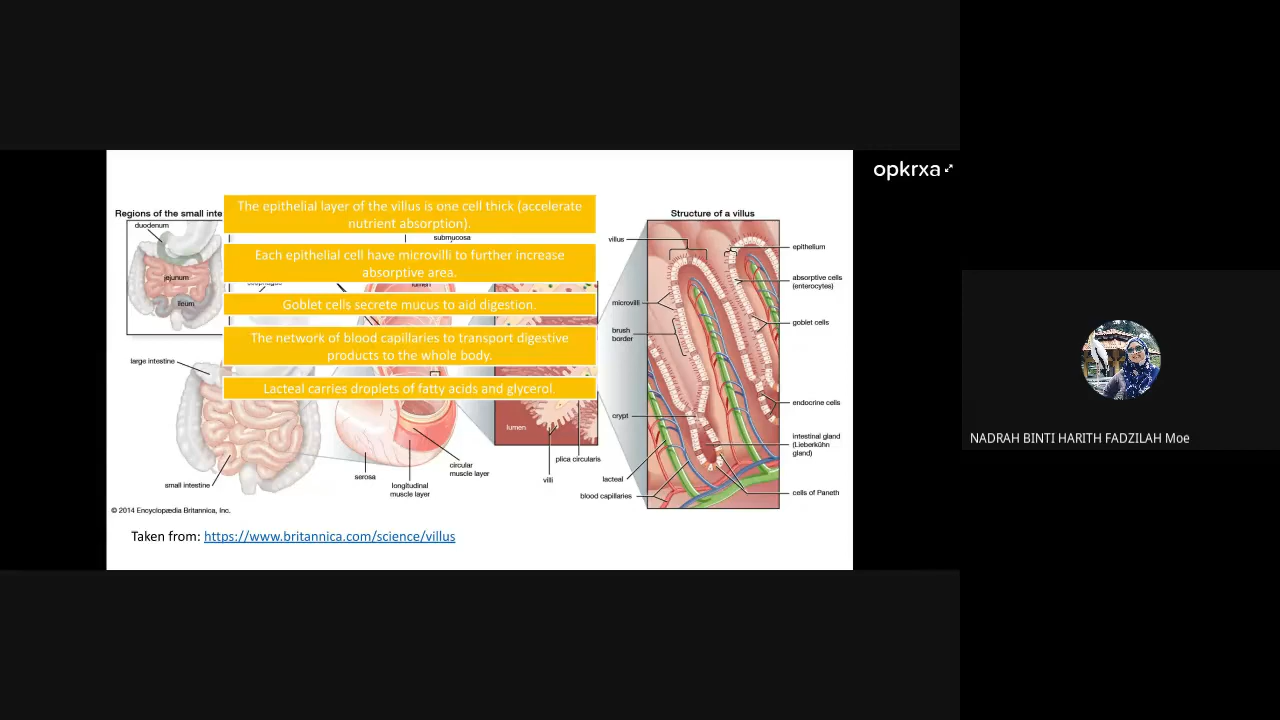 opkrxa
Regions of the small inte
duodenum
jejunum
ileum
The epithelial layer of the villus is one cell thick (accelerate
nutrient absorption).
submucosa
Each epithelial cell have microvilli to further increase
absorptive area.
lumen
Goblet cells secrete mucus to aid digestion.
The network of blood capillaries to transport digestive
products to the whole body.
Lacteal carries droplets of fatty acids and glycerol.
large intestine
small intestine
serosa
longitudinal
muscle layer
circular
muscle layer
lumen
villi
plica circularis
Structure of a villus
villus
microvilli
brush
border
crypt
lacteal
blood capillaries
epithelium
absorptive cells
(enterocytes)
goblet cells
endocrine cells
intestinal gland
(Lieberkühn
gland)
cells of Paneth
© 2014 Encyclopædia Britannica, Inc.
Taken from: https://www.britannica.com/science/villus
NADRAH BINTI HARITH FADZILAH Moe